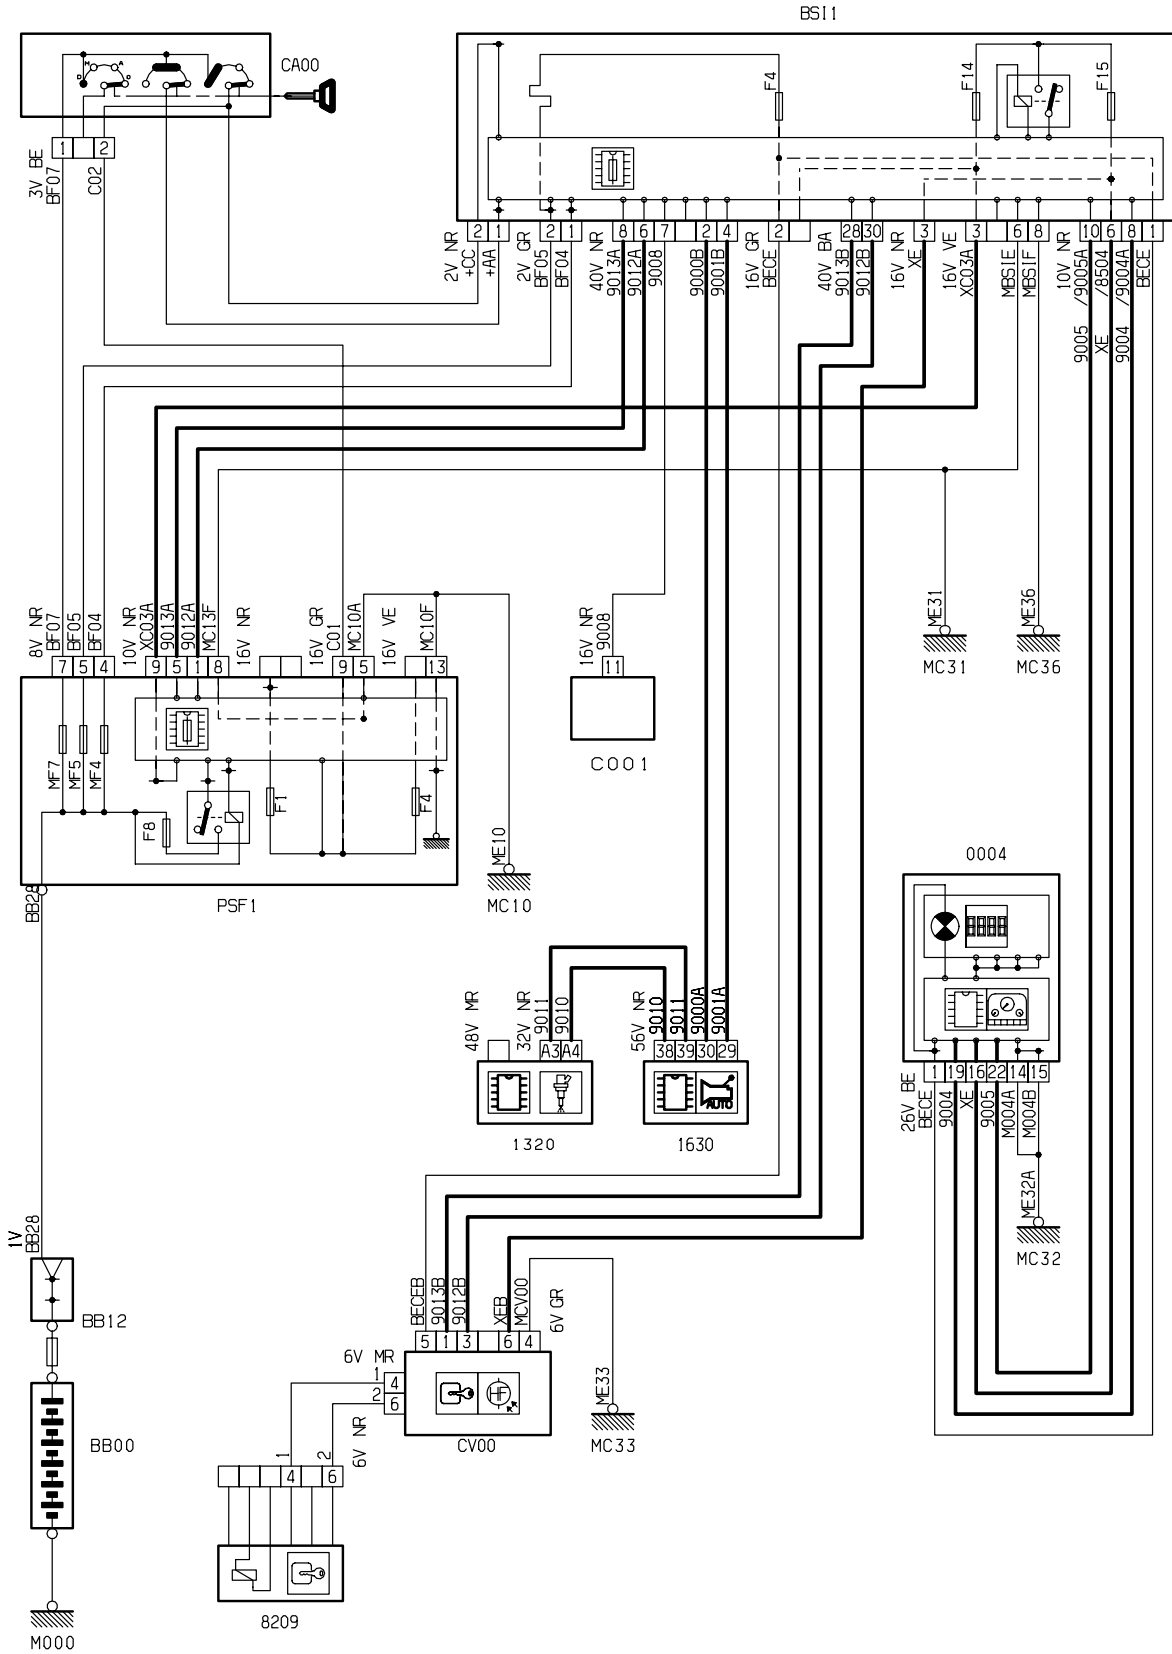 BSI1
CA00
M
A
D
O
F4
F14
F15
1
2
3V BE
BF07
C02
2
1
2
1
8
6
7
2
4
2
28
30
3
3
6
8
10
6
8
1
2V NR
+CC
+AA
2V GR
BF05
BF04
40V NR
9013A
9012A
9008
9000B
9001B
16V GR
BECE
40V BA
9013B
9012B
16V NR
XE
16V VE
XC03A
MBSIE
MBSIF
10V NR
9005 /9005A
XE /8504
9004 /9004A
BECE
8V NR
BF07
BF05
BF04
10V NR
XC03A
9013A
9012A
MC13F
16V NR
16V GR
C01
MC10A
16V VE
MC10F
16V NR
9008
ME31
ME36
7
5
4
9
5
1
8
9
5
13
11
MC31
MC36
MF7
MF5
MF4
F8
F1
F4
C001
BB28
PSF1
ME10
MC10
0004
48V MR
32V NR
9011
9010
56V NR
9010
9011
9000A
9001A
A3
A4
38
39
30
29
AUTO
1320
1630
1
19
16
22
14
15
26V BE
BECE
9004
XE
9005
M004A
M004B
ME32A
MC32
1V
BB28
BB12
BB00
M000
BECEB
9013B
9012B
XEB
MCV00
6V GR
5
1
3
6
4
6V MR
1
4
2
6
HF
CV00
ME33
MC33
6V NR
1
2
4
6
8209